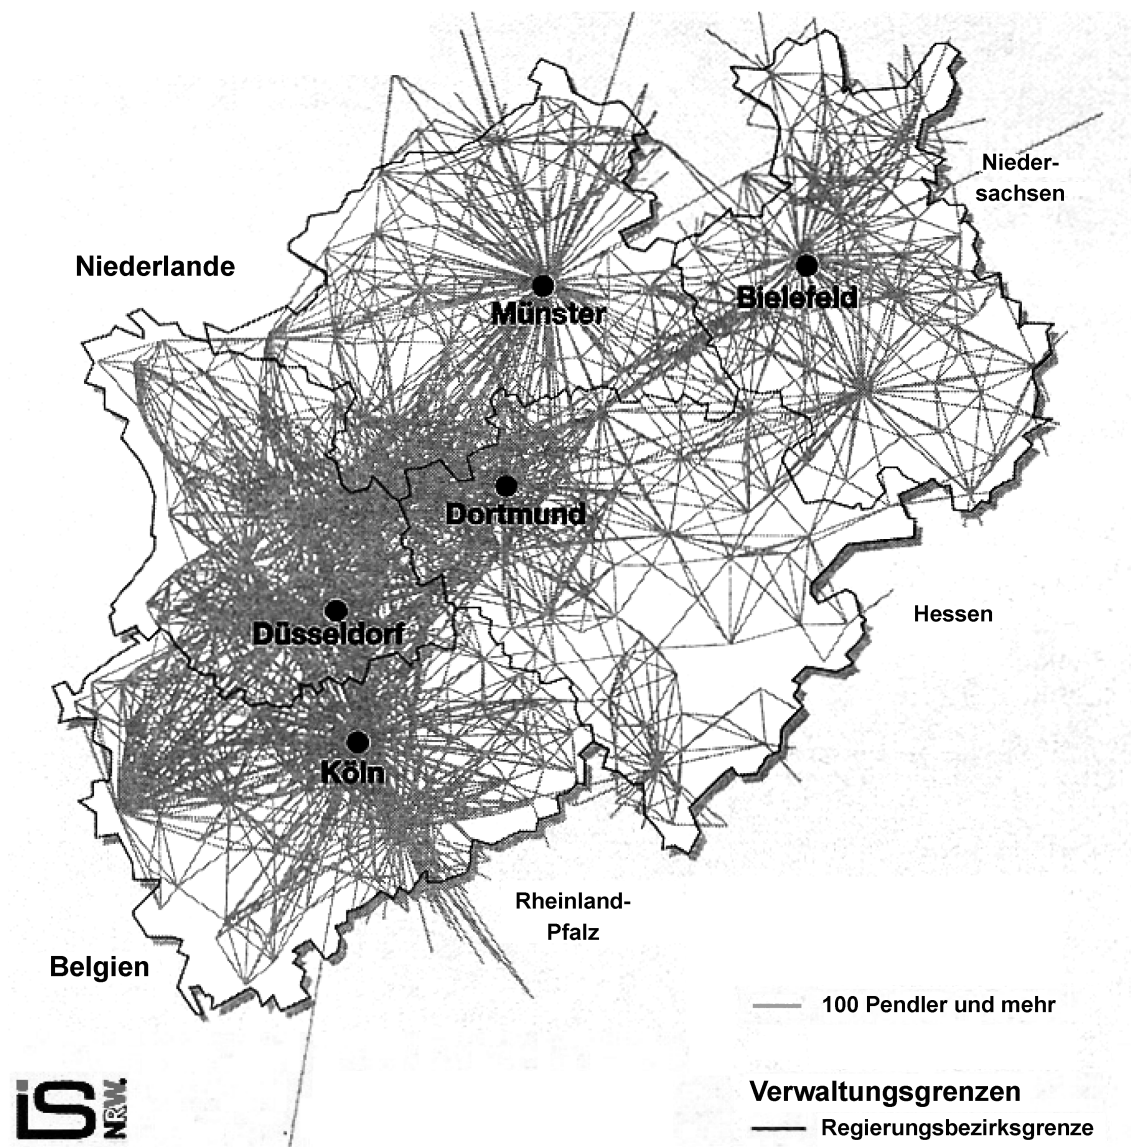 Nieder-
sachsen
Niederlande
Münster
Bielefeld
Dortmund
Düsseldorf
Hessen
Köln
Rheinland-
Pfalz
Belgien
100 Pendler und mehr
Verwaltungsgrenzen
Regierungsbezirksgrenze
iLS
NRW.